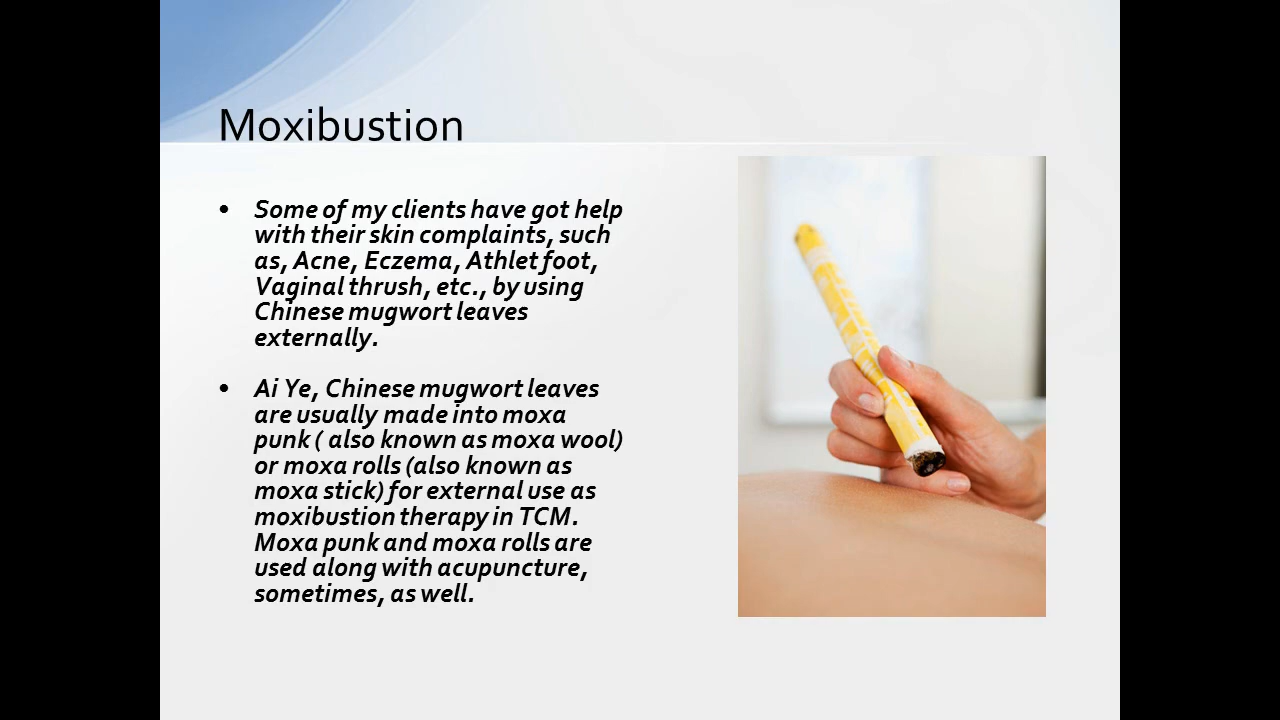 Moxibustion
• Some of my clients have got help
with their skin complaints, such
as, Acne, Eczema, Athlet foot,
Vaginal thrush, etc., by using
Chinese mugwort leaves
externally.
• Ai Ye, Chinese mugwort leaves
are usually made into moxa
punk ( also known as moxa wool)
or moxa rolls (also known as
moxa stick) for external use as
moxibustion therapy in TCM.
Moxa punk and moxa rolls are
used along with acupuncture,
sometimes, as well.